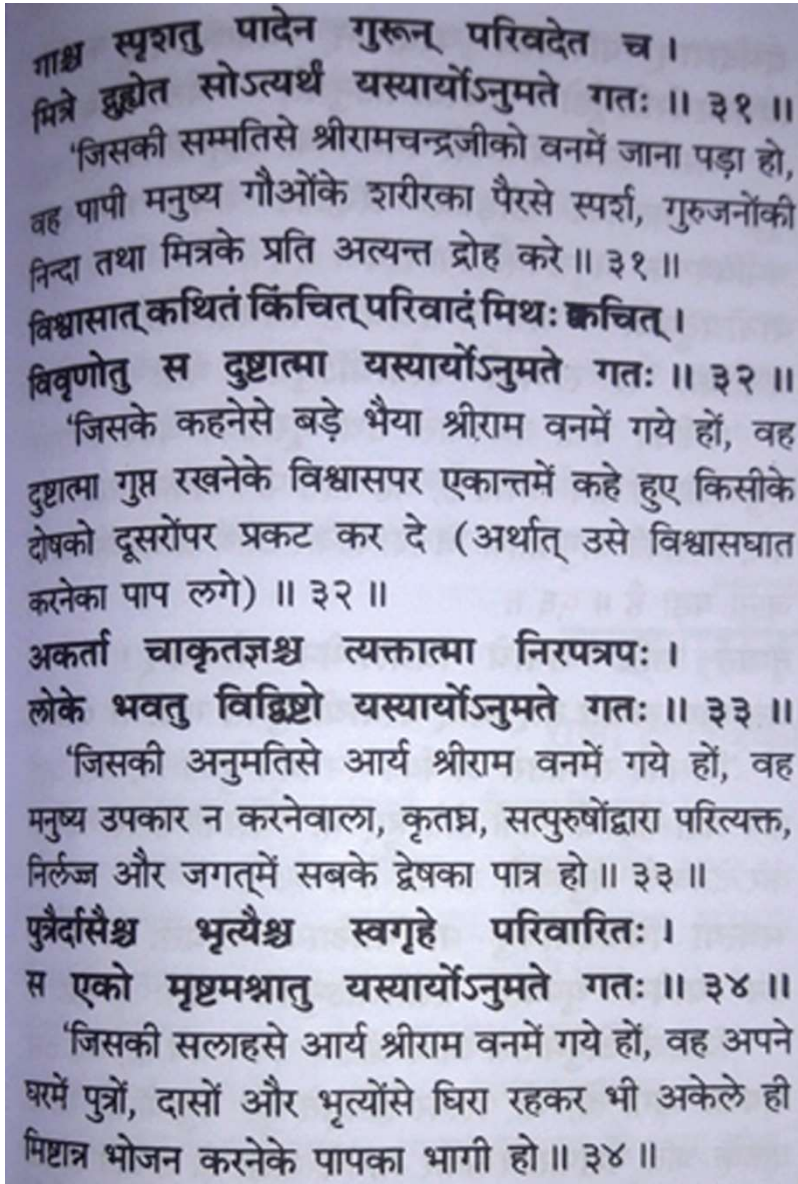 गाश्च स्पृशतु पादेन गुरून् परिवदेत च ।
मित्रे द्रुह्येत सोऽत्यर्थं यस्यार्योऽनुमते गतः ॥ ३१ ॥
'जिसकी सम्मतिसे श्रीरामचन्द्रजीको वनमें जाना पड़ा हो,
वह पापी मनुष्य गौओंके शरीरका पैरसे स्पर्श, गुरुजनोंकी
निन्दा तथा मित्रके प्रति अत्यन्त द्रोह करे ॥ ३१ ॥
विश्वासात् कथितं किंचित् परिवादं मिथः क्वचित् ।
विवृणोतु स दुष्टात्मा यस्यार्योऽनुमते गतः ॥ ३२ ॥
'जिसके कहनेसे बड़े भैया श्रीराम वनमें गये हों, वह
दुष्टात्मा गुप्त रखनेके विश्वासपर एकान्तमें कहे हुए किसीके
दोषको दूसरोंपर प्रकट कर दे (अर्थात् उसे विश्वासघात
करनेका पाप लगे) ॥ ३२ ॥
अकर्ता चाकृतज्ञश्च त्यक्तात्मा निरपत्रपः ।
लोके भवतु विद्विष्टो यस्यार्योऽनुमते गतः ॥ ३३ ॥
'जिसकी अनुमतिसे आर्य श्रीराम वनमें गये हों, वह
मनुष्य उपकार न करनेवाला, कृतघ्न, सत्पुरुषोंद्वारा परित्यक्त,
निर्लज्ज और जगत्‌में सबके द्वेषका पात्र हो ॥ ३३ ॥
पुत्रैर्दासैश्च भृत्यैश्च स्वगृहे परिवारितः ।
स एको मृष्टमश्नातु यस्यार्योऽनुमते गतः ॥ ३४ ॥
'जिसकी सलाहसे आर्य श्रीराम वनमें गये हों, वह अपने
घरमें पुत्रों, दासों और भृत्योंसे घिरा रहकर भी अकेले ही
मिष्टान्न भोजन करनेके पापका भागी हो ॥ ३४ ॥